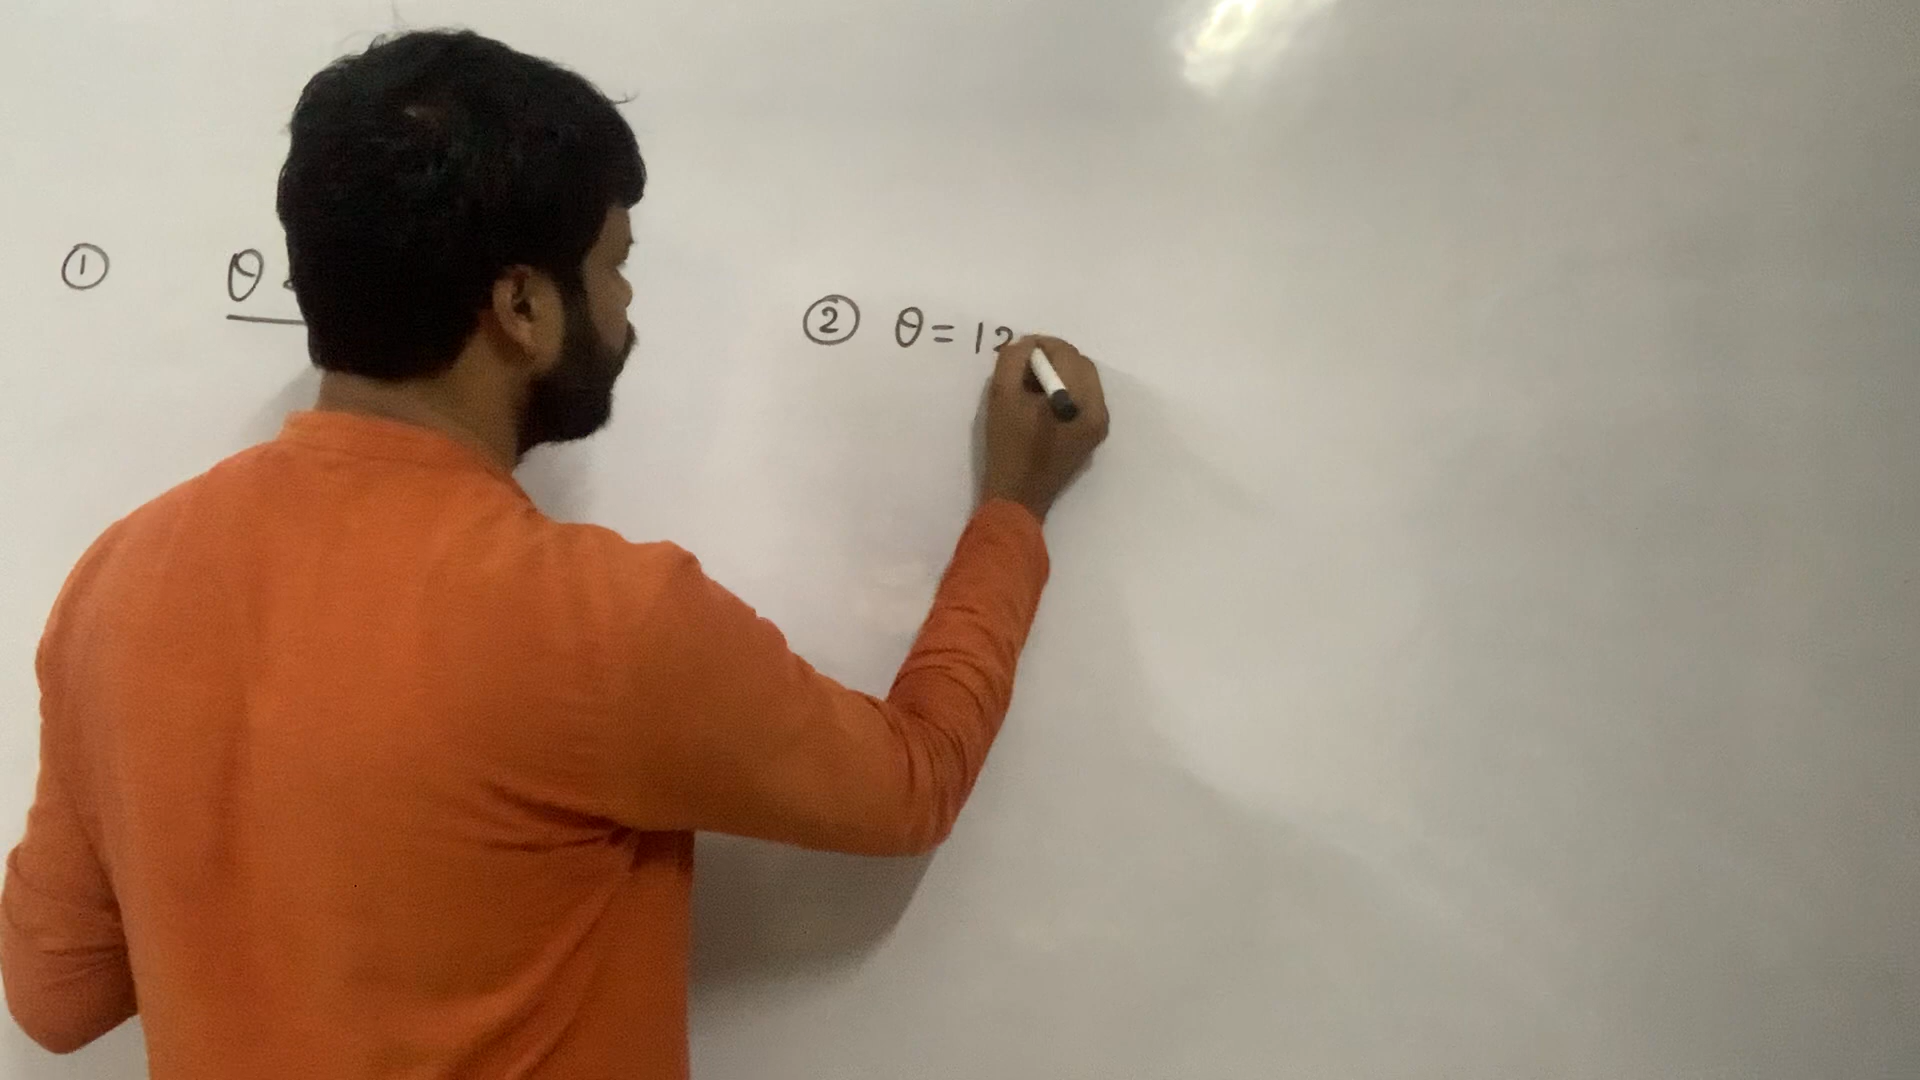 ① θ
② θ = 12